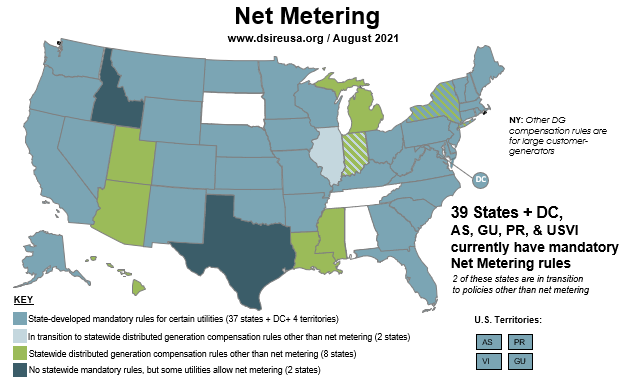 Net Metering
www.dsireusa.org / August 2021
NY: Other DG
compensation rules are
for large customer-
generators
DC
39 States + DC,
AS, GU, PR, & USVI
currently have mandatory
Net Metering rules
2 of these states are in transition
to policies other than net metering
KEY
State-developed mandatory rules for certain utilities (37 states + DC+ 4 territories)
In transition to statewide distributed generation compensation rules other than net metering (2 states)
Statewide distributed generation compensation rules other than net metering (8 states)
No statewide mandatory rules, but some utilities allow net metering (2 states)
U.S. Territories:
AS PR
VI GU